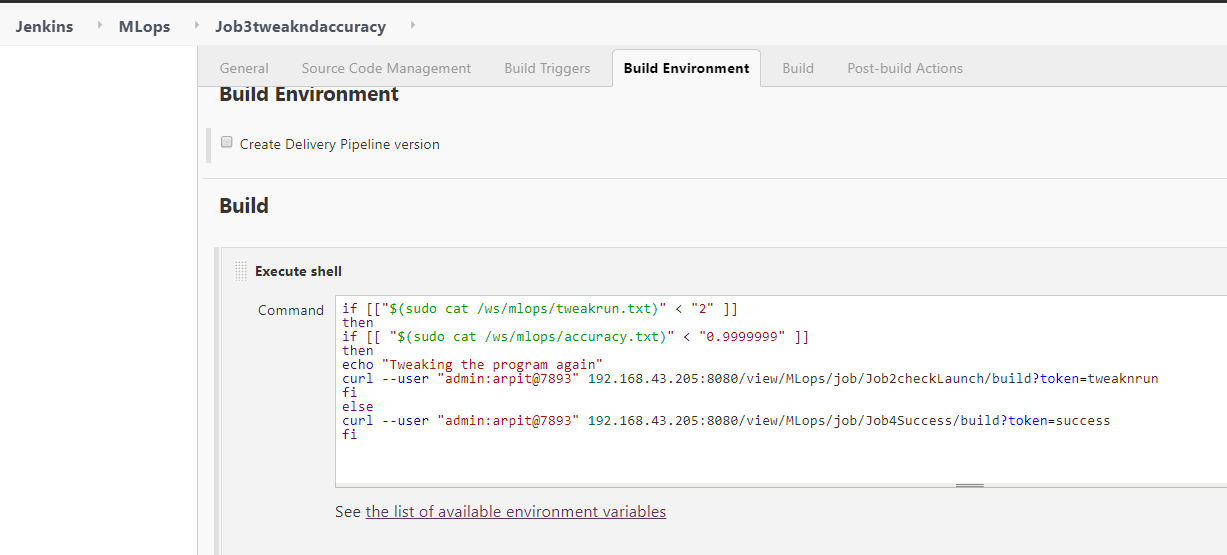 Jenkins MLops Job3tweakndaccuracy
General Source Code Management Build Triggers Build Environment Build Post-build Actions
Build Environment
Create Delivery Pipeline version
Build
Execute shell
Command
if [["$(sudo cat /ws/mlops/tweakrun.txt)" < "2" ]]
then
if [[ "$(sudo cat /ws/mlops/accuracy.txt)" < "0.9999999" ]]
then
echo "Tweaking the program again"
curl --user "admin:arpit@7893" 192.168.43.205:8080/view/MLops/job/Job2checkLaunch/build?token=tweaknrun
fi
else
curl --user "admin:arpit@7893" 192.168.43.205:8080/view/MLops/job/Job4Success/build?token=success
fi
See the list of available environment variables